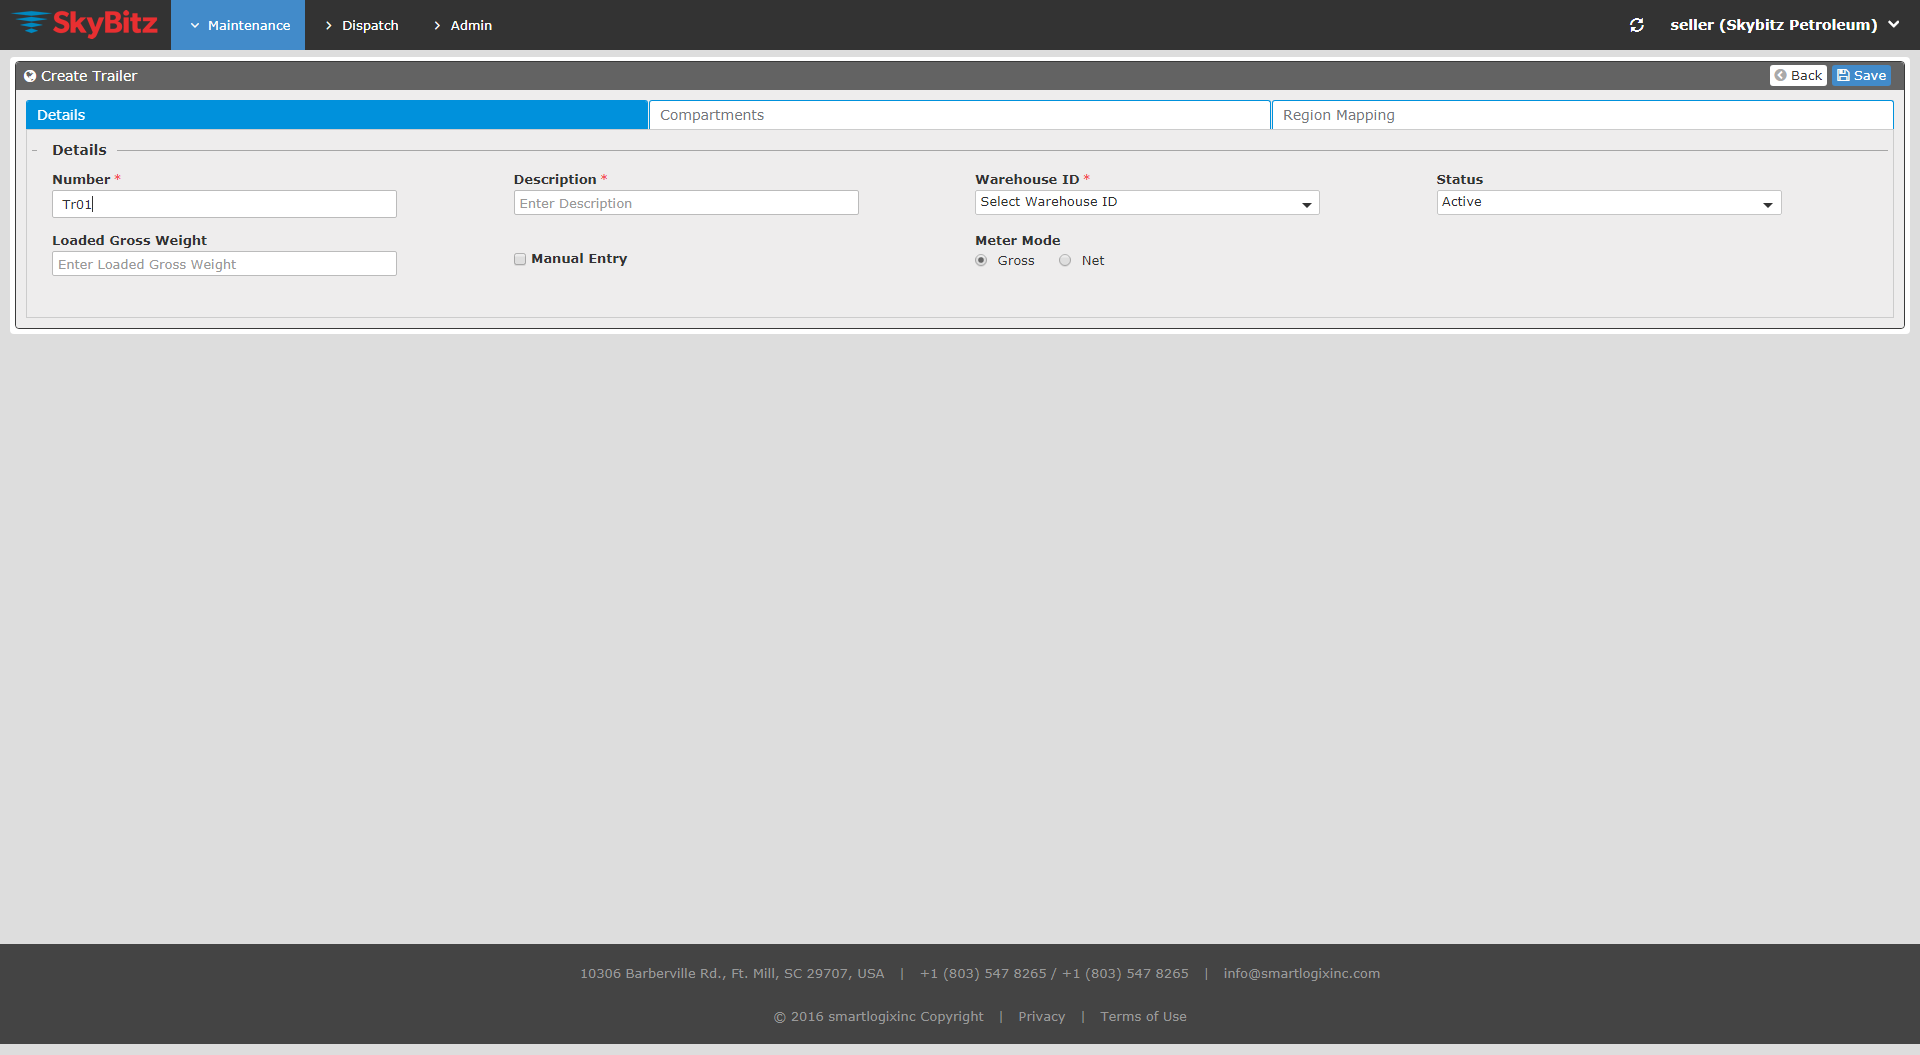 SkyBitz Maintenance Dispatch Admin seller (Skybitz Petroleum)
Create Trailer Back Save
Details Compartments Region Mapping
- Details
Number * Description * Warehouse ID * Status
Tr01 Enter Description Select Warehouse ID Active
Loaded Gross Weight Meter Mode
Enter Loaded Gross Weight Manual Entry Gross Net
10306 Barberville Rd., Ft. Mill, SC 29707, USA | +1 (803) 547 8265 / +1 (803) 547 8265 | info@smartlogixinc.com
© 2016 smartlogixinc Copyright | Privacy | Terms of Use